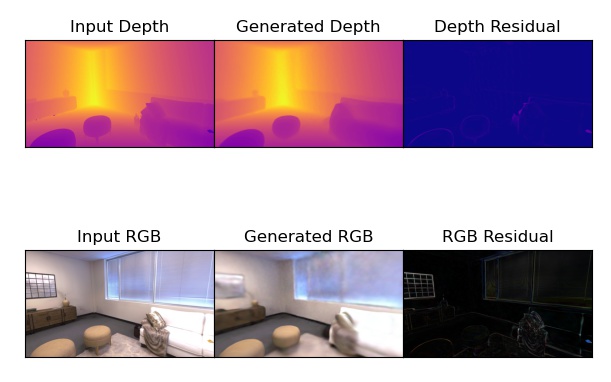 Input Depth
Generated Depth
Depth Residual
Input RGB
Generated RGB
RGB Residual